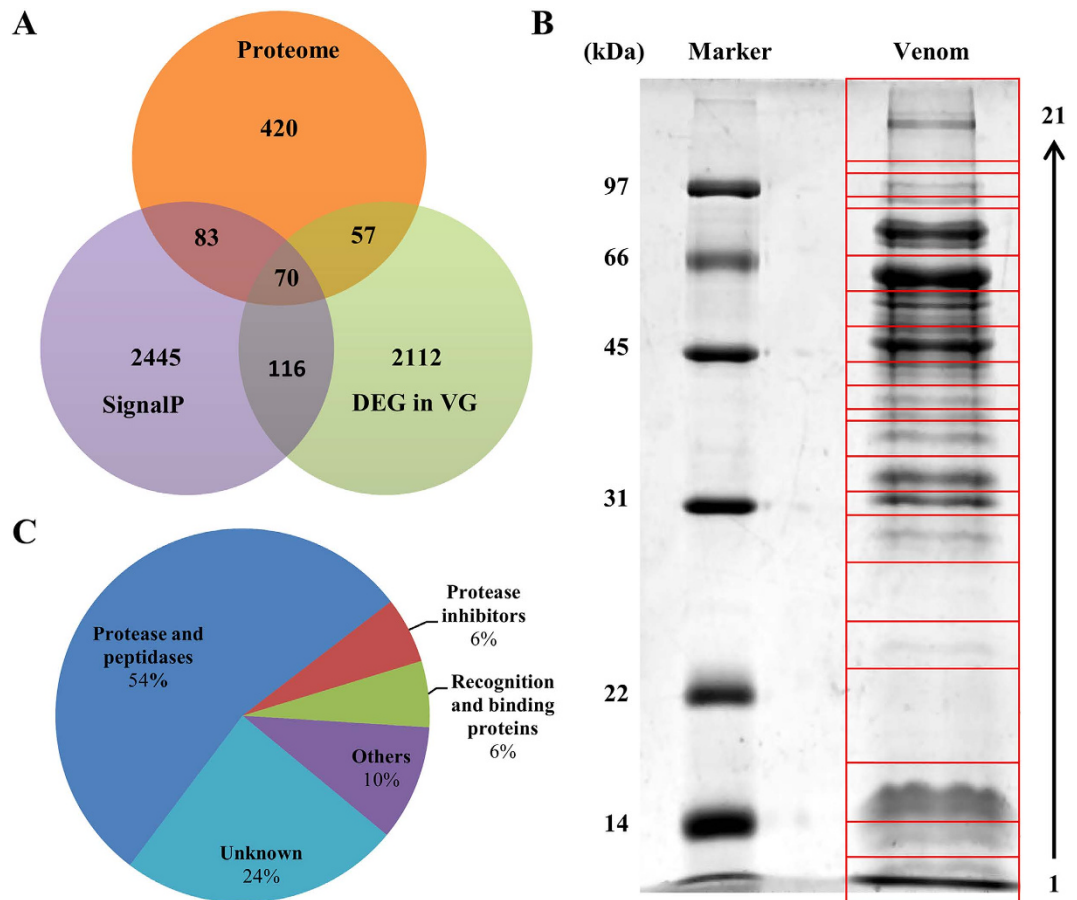 A
Proteome
420
83
57
70
2445
116
2112
SignalP
DEG in VG
B
(kDa) Marker Venom
21
97
66
45
31
22
14
1
C
Protease and
peptidases
54%
Protease
inhibitors
6%
Recognition
and binding
proteins
6%
Others
10%
Unknown
24%